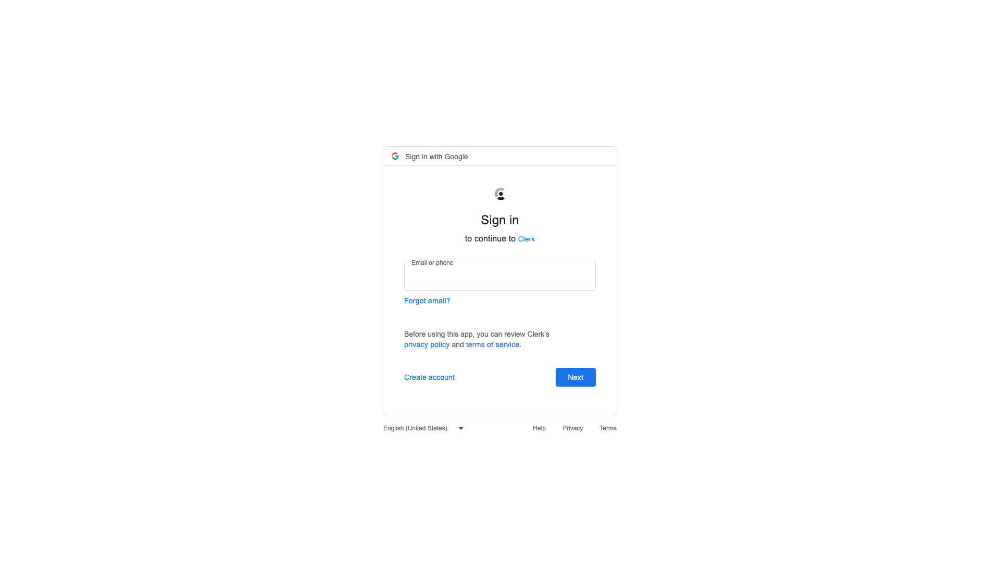 Sign in with Google
Sign in
to continue to Clerk
Email or phone
Forgot email?
Before using this app, you can review Clerk’s
privacy policy and terms of service.
Create account
Next
English (United States)
Help
Privacy
Terms